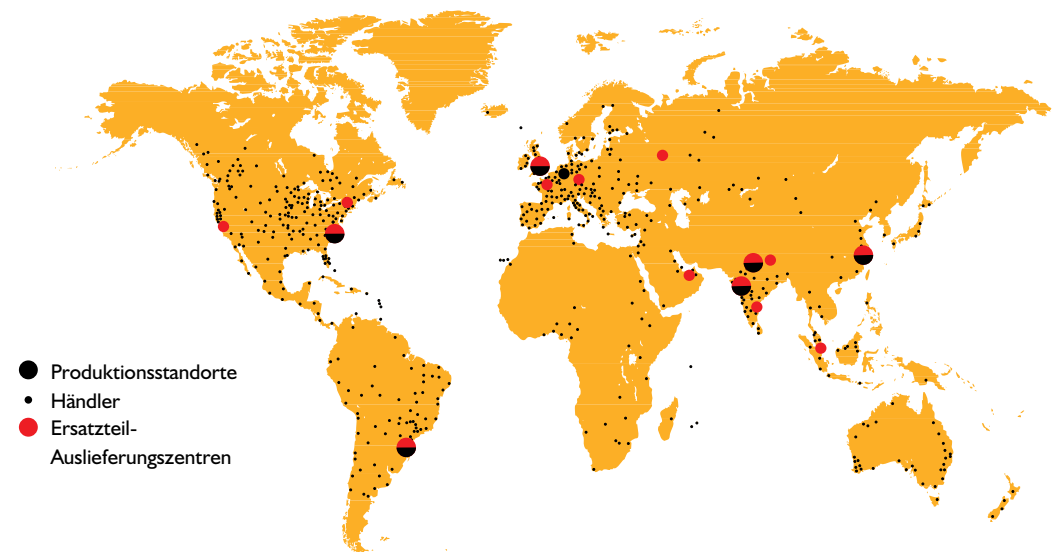 Produktionsstandorte
Händler
Ersatzteil-
Auslieferungszentren